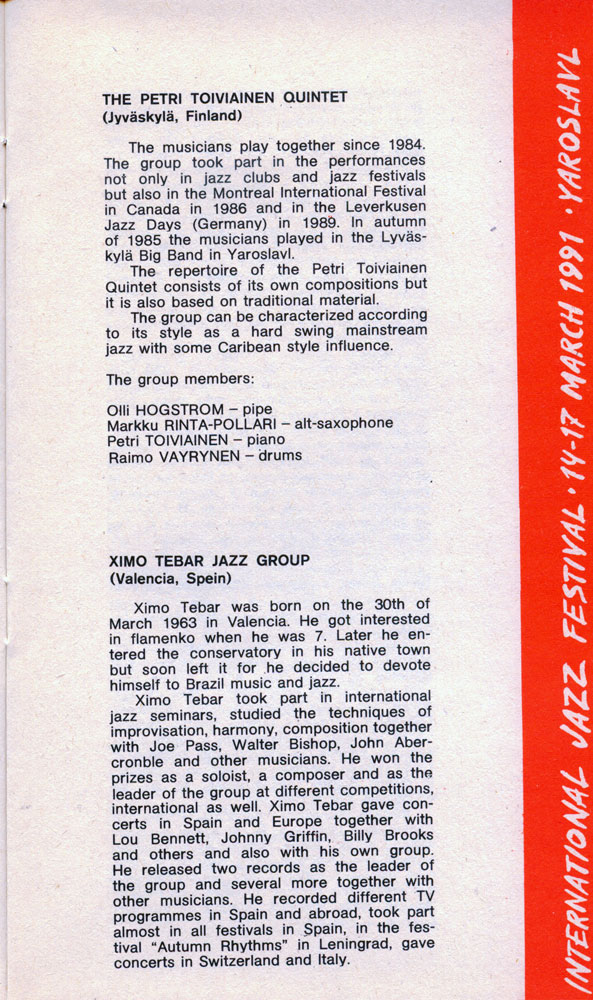 THE PETRI TOIVIAINEN QUINTET
(Jyväskylä, Finland)
The musicians play together since 1984.
The group took part in the performances
not only in jazz clubs and jazz festivals
but also in the Montreal International Festival
in Canada in 1986 and in the Leverkusen
Jazz Days (Germany) in 1989. In autumn
of 1985 the musicians played in the Lyväs-
kylä Big Band in Yaroslavl.
The repertoire of the Petri Toiviainen
Quintet consists of its own compositions but
it is also based on traditional material.
The group can be characterized according
to its style as a hard swing mainstream
jazz with some Caribean style influence.
The group members:
Olli HOGSTROM – pipe
Markku RINTA-POLLARI – alt-saxophone
Petri TOIVIAINEN – piano
Raimo VAYRYNEN – drums
XIMO TEBAR JAZZ GROUP
(Valencia, Spein)
Ximo Tebar was born on the 30th of
March 1963 in Valencia. He got interested
in flamenko when he was 7. Later he en-
tered the conservatory in his native town
but soon left it for he decided to devote
himself to Brazil music and jazz.
Ximo Tebar took part in international
jazz seminars, studied the techniques of
improvisation, harmony, composition together
with Joe Pass, Walter Bishop, John Aber-
cronble and other musicians. He won the
prizes as a soloist, a composer and as the
leader of the group at different competitions,
international as well. Ximo Tebar gave con-
certs in Spain and Europe together with
Lou Bennett, Johnny Griffin, Billy Brooks
and others and also with his own group.
He released two records as the leader of
the group and several more together with
other musicians. He recorded different TV
programmes in Spain and abroad, took part
almost in all festivals in Spain, in the fes-
tival “Autumn Rhythms” in Leningrad, gave
concerts in Switzerland and Italy.
INTERNATIONAL JAZZ FESTIVAL · 14-17 MARCH 1991 · YAROSLAVL